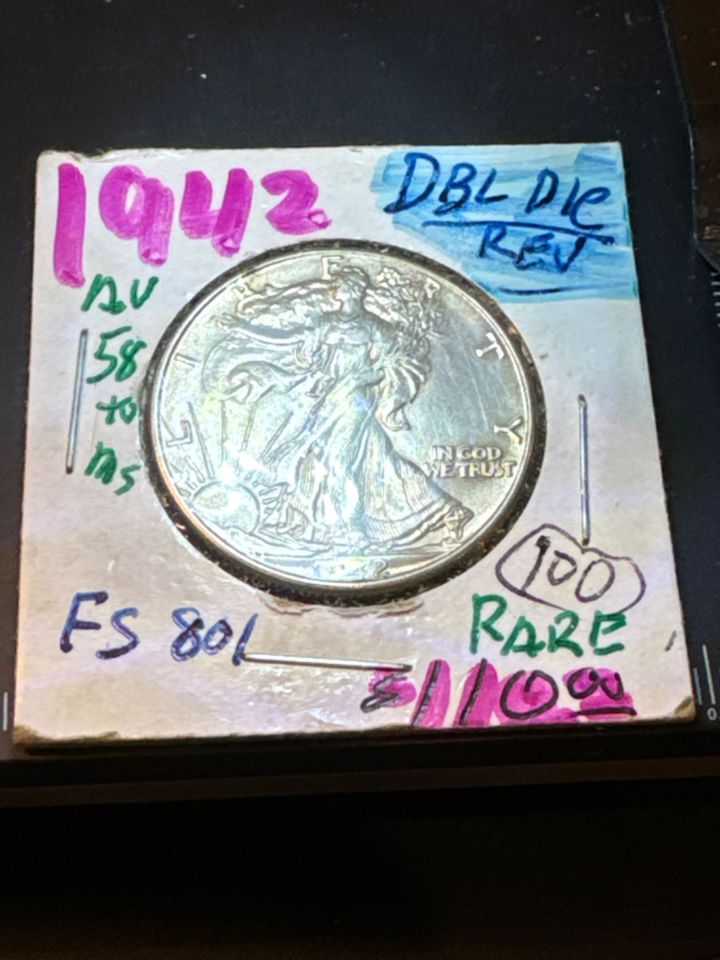 1942
DBL DIE
REV
AU
58
to
MS
LIBERTY
IN GOD
WE TRUST
2
100
FS 801
RARE
$110.00